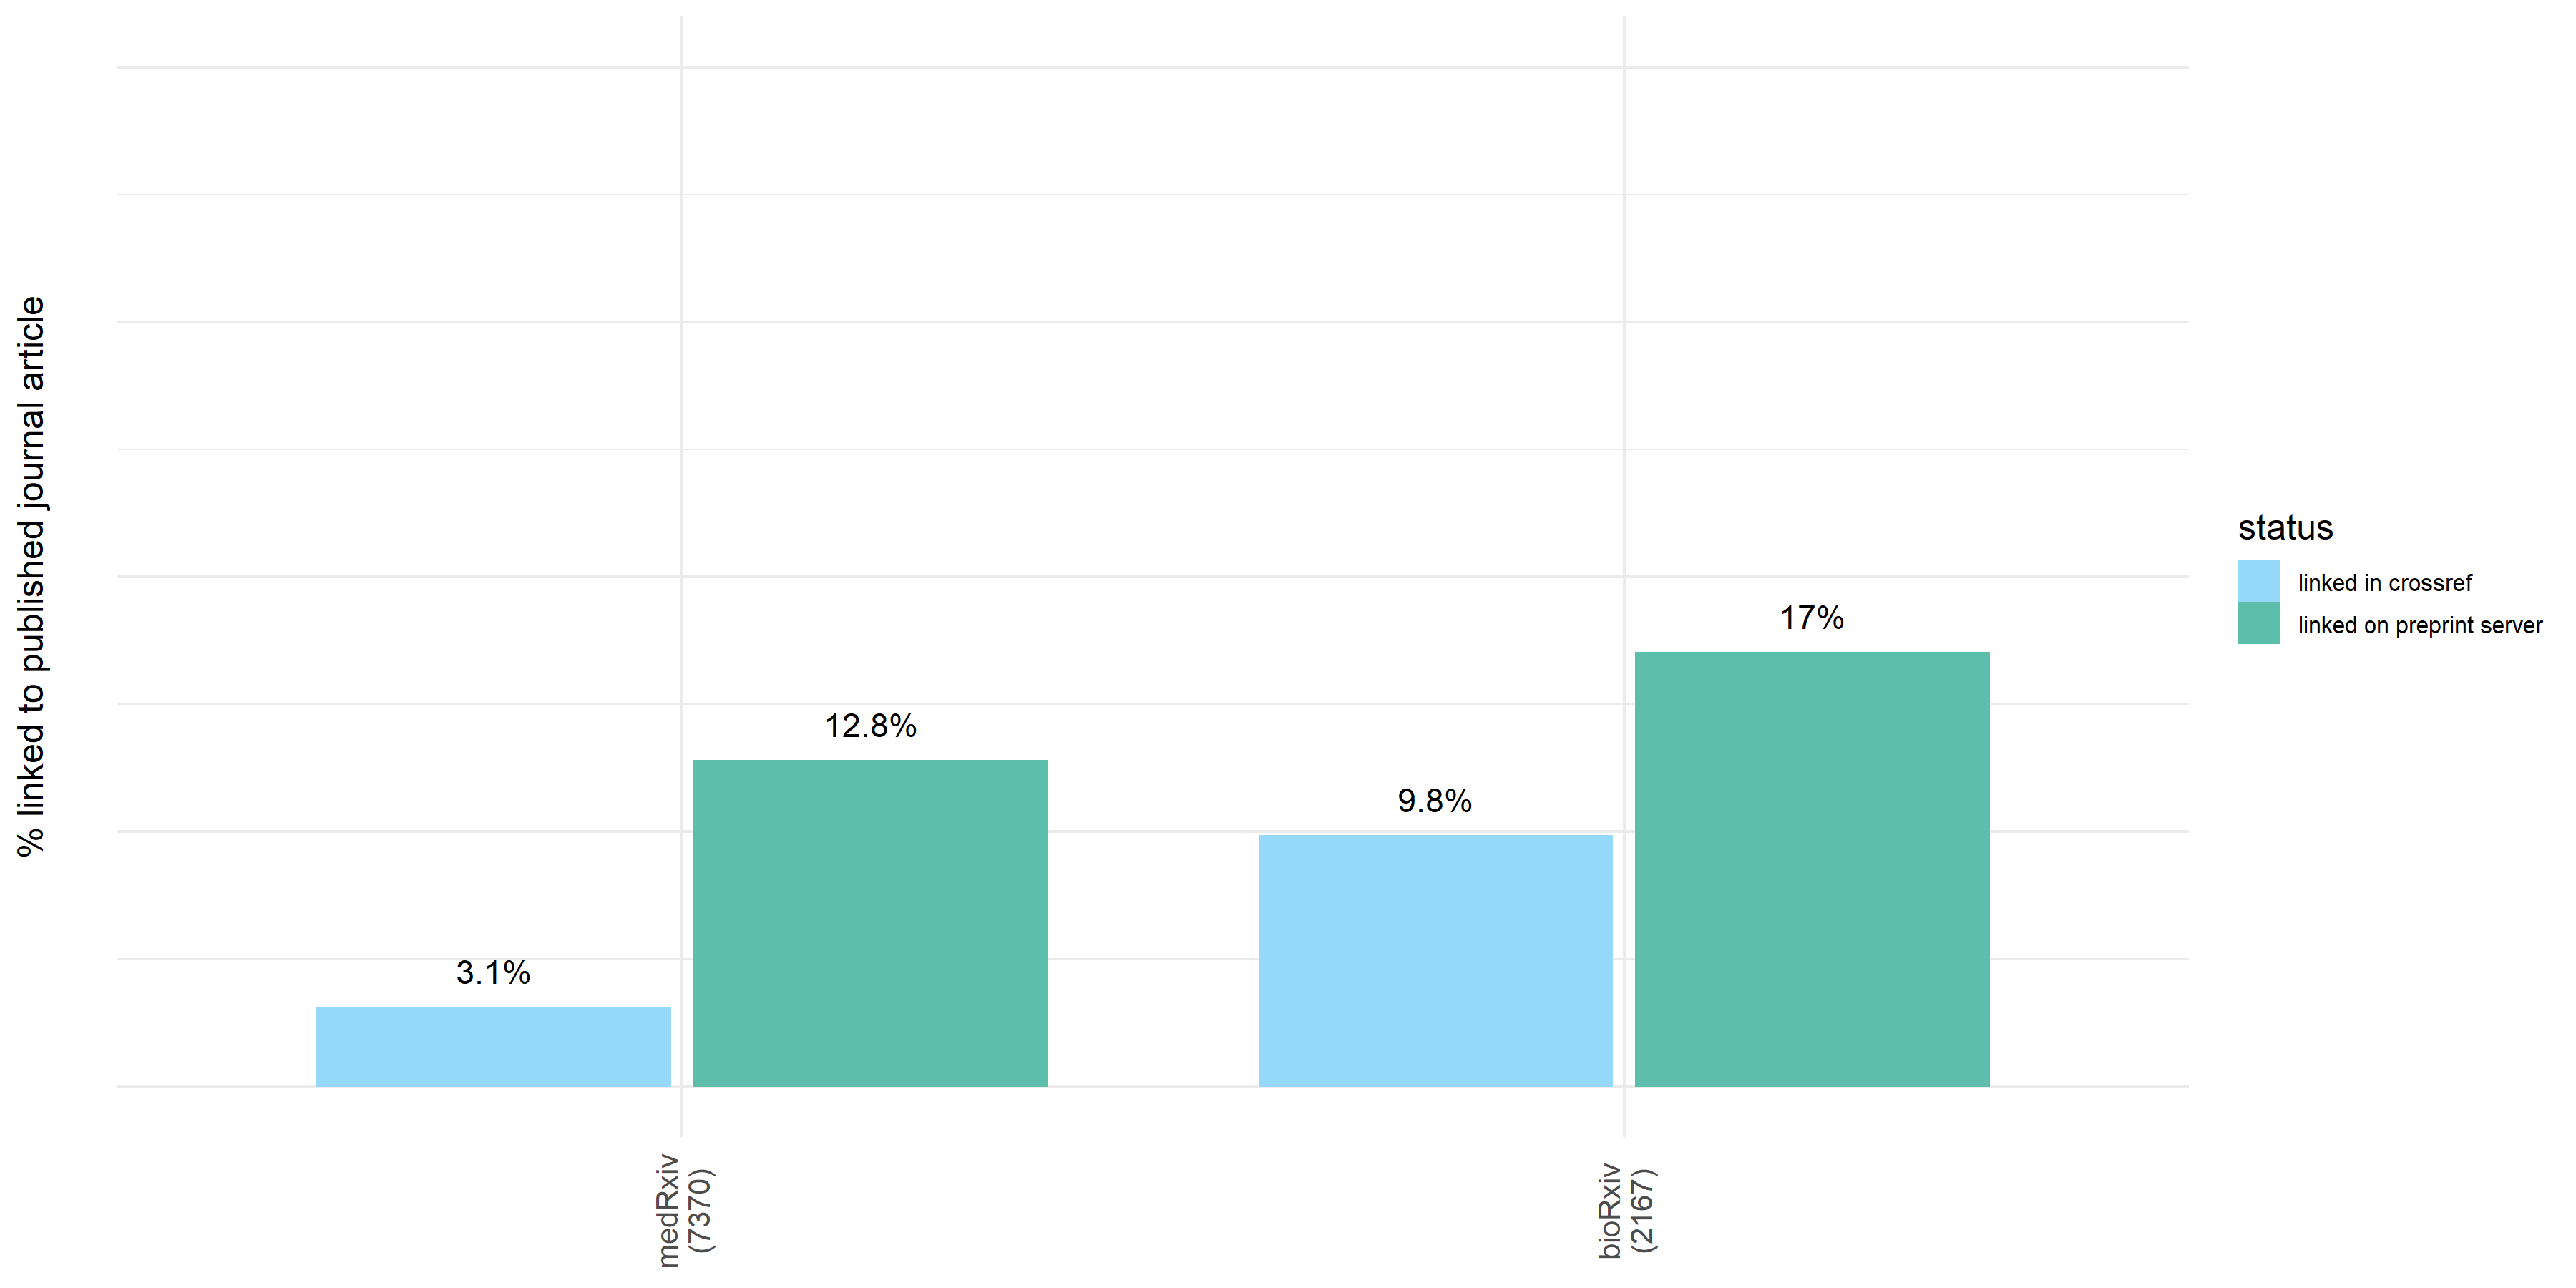 % linked to published journal article
3.1%
12.8%
9.8%
17%
medRxiv
(7370)
bioRxiv
(2167)
status
linked in crossref
linked on preprint server